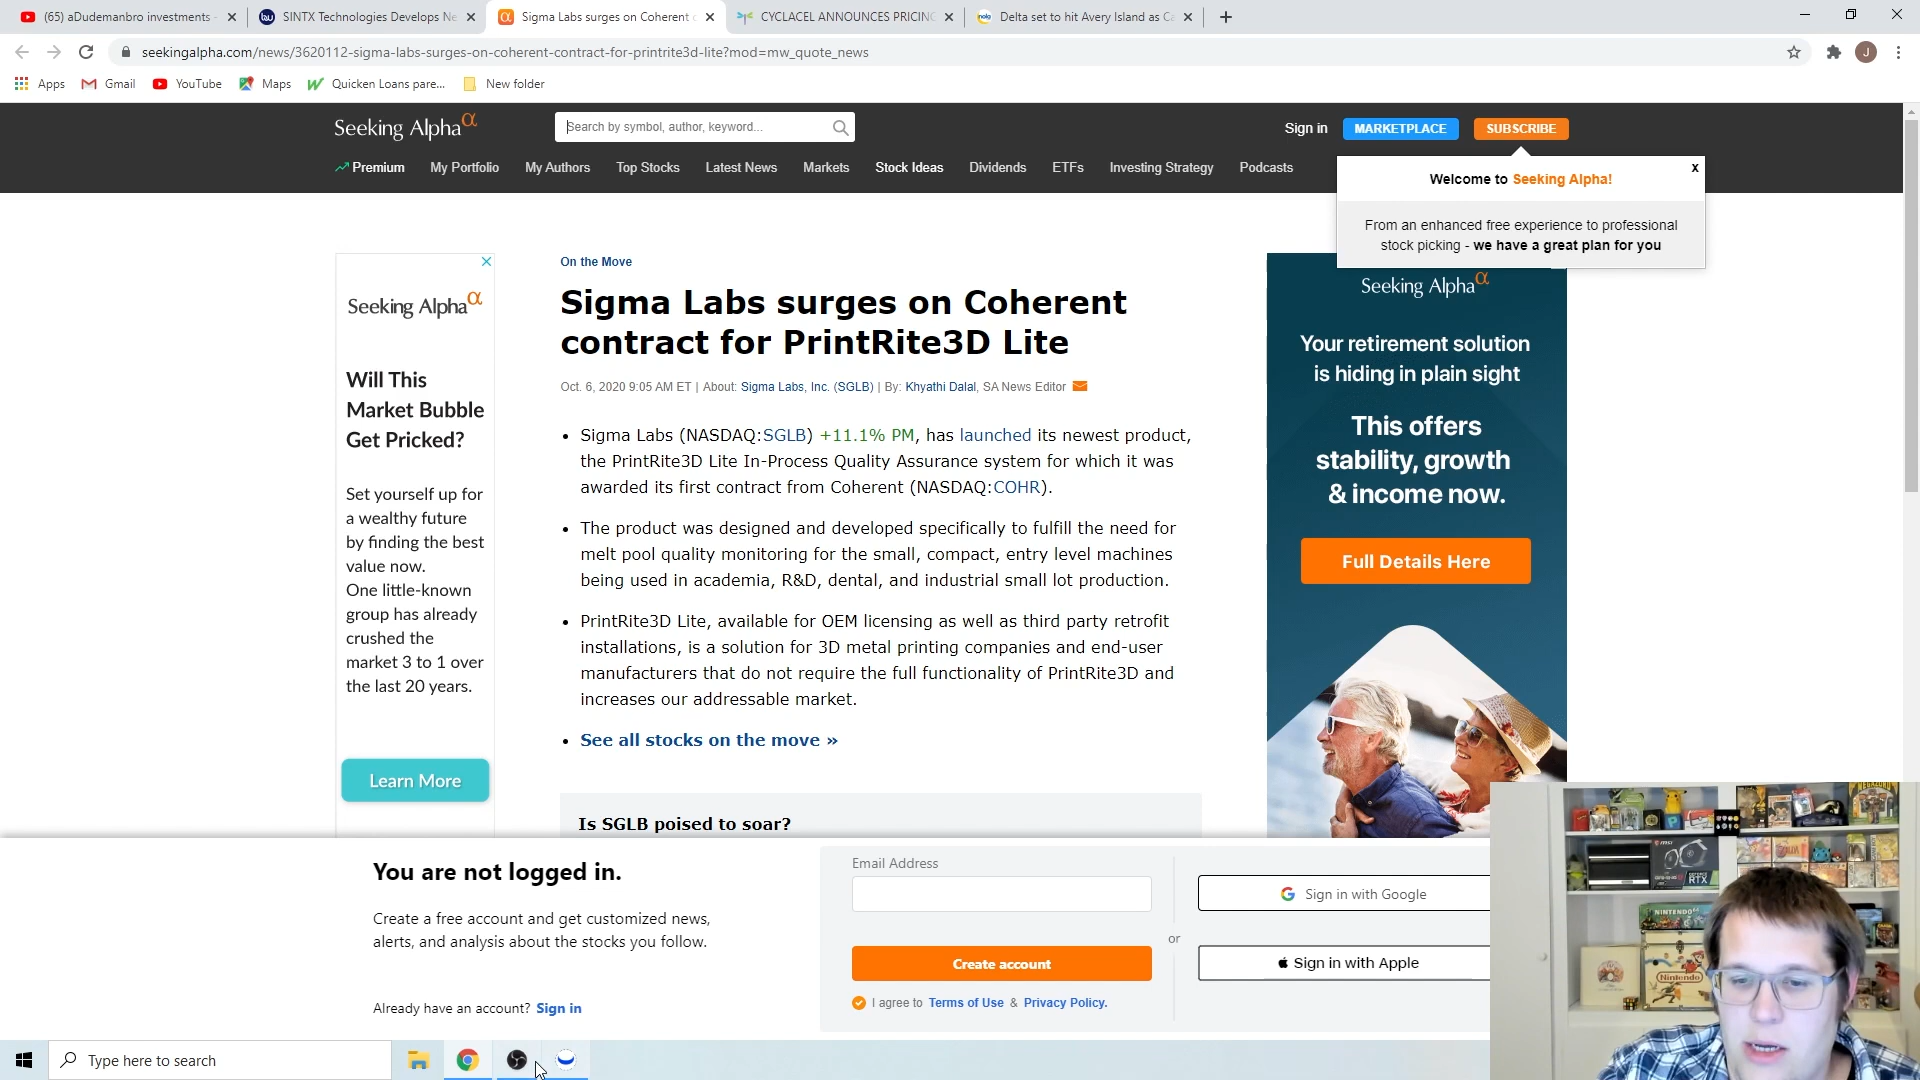 (65) aDudemanbro investments -
SINTX Technologies Develops Ne
Sigma Labs surges on Coherent c
CYCLACEL ANNOUNCES PRICING
Delta set to hit Avery Island as Ca
seekingalpha.com/news/3620112-sigma-labs-surges-on-coherent-contract-for-printrite3d-lite?mod=mw_quote_news
J
Apps
Gmail
YouTube
Maps
Quicken Loans pare...
New folder
Seeking Alpha α
Search by symbol, author, keyword...
Sign in
MARKETPLACE
SUBSCRIBE
Premium
My Portfolio
My Authors
Top Stocks
Latest News
Markets
Stock Ideas
Dividends
ETFs
Investing Strategy
Podcasts
x
Welcome to Seeking Alpha!
From an enhanced free experience to professional
stock picking - we have a great plan for you
Seeking Alpha α
Will This
Market Bubble
Get Pricked?
Set yourself up for
a wealthy future
by finding the best
value now.
One little-known
group has already
crushed the
market 3 to 1 over
the last 20 years.
Learn More
On the Move
Sigma Labs surges on Coherent
contract for PrintRite3D Lite
Oct. 6, 2020 9:05 AM ET | About: Sigma Labs, Inc. (SGLB) | By: Khyathi Dalal, SA News Editor
• Sigma Labs (NASDAQ:SGLB) +11.1% PM, has launched its newest product,
the PrintRite3D Lite In-Process Quality Assurance system for which it was
awarded its first contract from Coherent (NASDAQ:COHR).
• The product was designed and developed specifically to fulfill the need for
melt pool quality monitoring for the small, compact, entry level machines
being used in academia, R&D, dental, and industrial small lot production.
• PrintRite3D Lite, available for OEM licensing as well as third party retrofit
installations, is a solution for 3D metal printing companies and end-user
manufacturers that do not require the full functionality of PrintRite3D and
increases our addressable market.
• See all stocks on the move »
Is SGLB poised to soar?
Seeking Alpha α
Your retirement solution
is hiding in plain sight
This offers
stability, growth
& income now.
Full Details Here
You are not logged in.
Create a free account and get customized news,
alerts, and analysis about the stocks you follow.
Already have an account? Sign in
Email Address
Create account
I agree to Terms of Use & Privacy Policy.
or
Sign in with Google
Sign in with Apple
RTX
NINTENDO
Nintendo
Type here to search